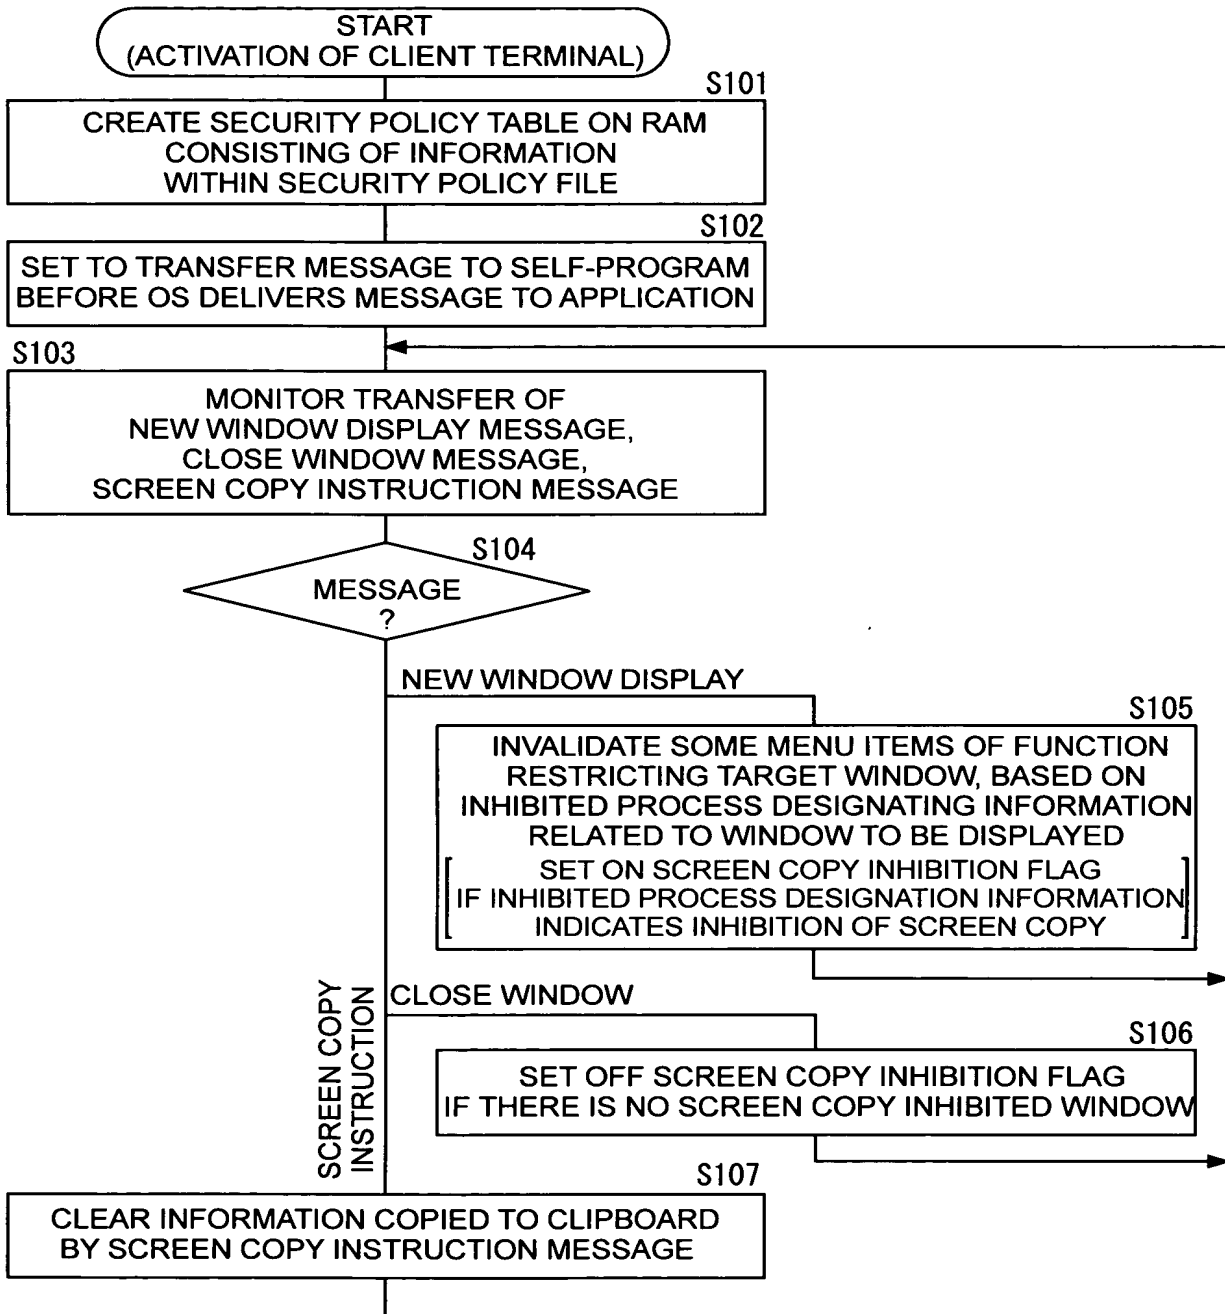 START
(ACTIVATION OF CLIENT TERMINAL)
S101
CREATE SECURITY POLICY TABLE ON RAM
CONSISTING OF INFORMATION
WITHIN SECURITY POLICY FILE
S102
SET TO TRANSFER MESSAGE TO SELF-PROGRAM
BEFORE OS DELIVERS MESSAGE TO APPLICATION
S103
MONITOR TRANSFER OF
NEW WINDOW DISPLAY MESSAGE,
CLOSE WINDOW MESSAGE,
SCREEN COPY INSTRUCTION MESSAGE
S104
MESSAGE
?
NEW WINDOW DISPLAY
S105
INVALIDATE SOME MENU ITEMS OF FUNCTION
RESTRICTING TARGET WINDOW, BASED ON
INHIBITED PROCESS DESIGNATING INFORMATION
RELATED TO WINDOW TO BE DISPLAYED
SET ON SCREEN COPY INHIBITION FLAG
IF INHIBITED PROCESS DESIGNATION INFORMATION
INDICATES INHIBITION OF SCREEN COPY
CLOSE WINDOW
S106
SET OFF SCREEN COPY INHIBITION FLAG
IF THERE IS NO SCREEN COPY INHIBITED WINDOW
SCREEN COPY
INSTRUCTION
S107
CLEAR INFORMATION COPIED TO CLIPBOARD
BY SCREEN COPY INSTRUCTION MESSAGE